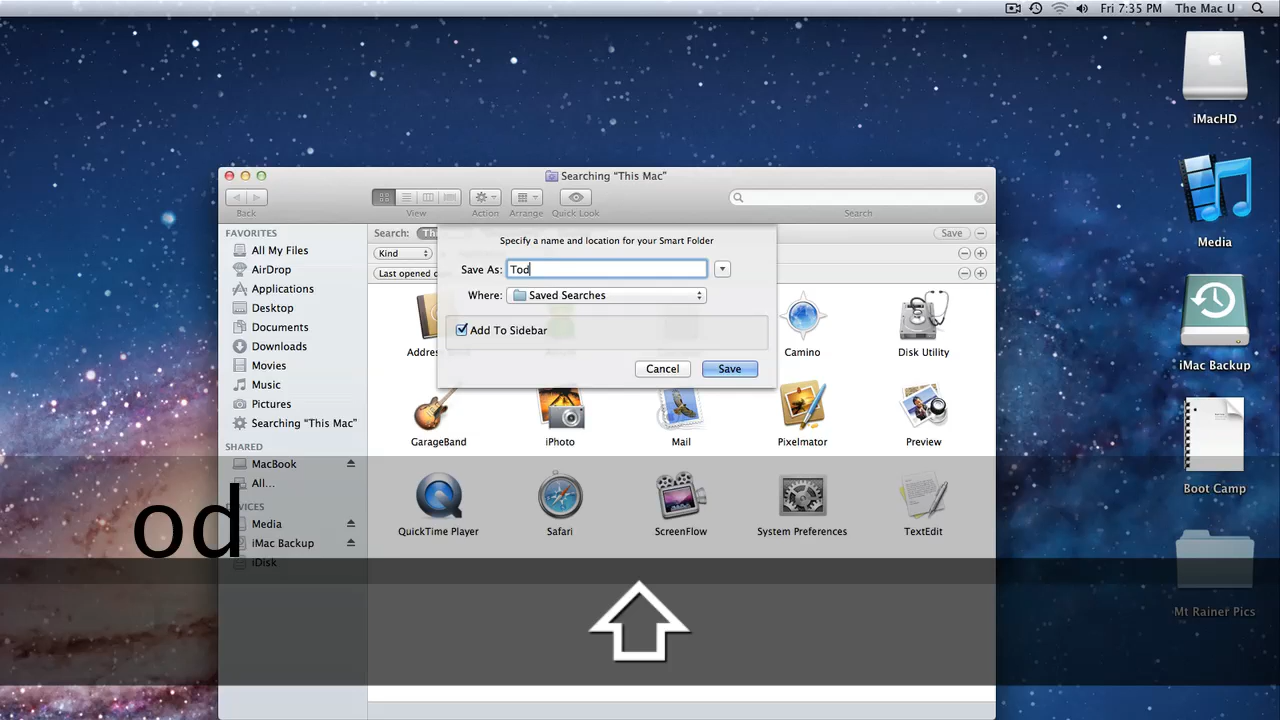 Fri 7:35 PM The Mac U
iMacHD
Media
iMac Backup
Boot Camp
Mt Rainer Pics
Searching “This Mac”
Back
View
Action
Arrange
Quick Look
Search
FAVORITES
All My Files
AirDrop
Applications
Desktop
Documents
Downloads
Movies
Music
Pictures
Searching “This Mac”
SHARED
MacBook
All...
Media
iMac Backup
iDisk
Search:
Save
Kind
Last opened
Specify a name and location for your Smart Folder
Save As: Tod
Where: Saved Searches
Add To Sidebar
Cancel Save
Camino
Disk Utility
GarageBand
iPhoto
Mail
Pixelmator
Preview
QuickTime Player
Safari
ScreenFlow
System Preferences
TextEdit
od